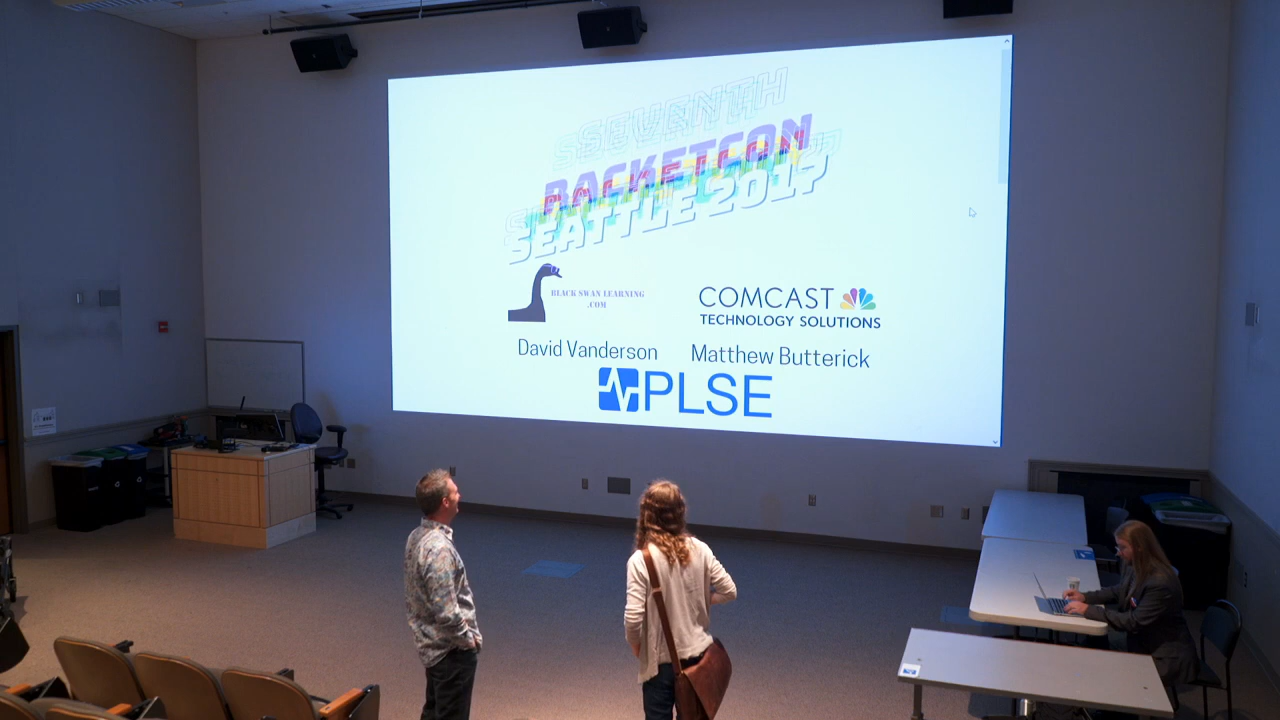 SEVENTH
RACKETCON
SEATTLE 2017
BLACK SWAN LEARNING
.COM
COMCAST
TECHNOLOGY SOLUTIONS
David Vanderson
Matthew Butterick
PLSE